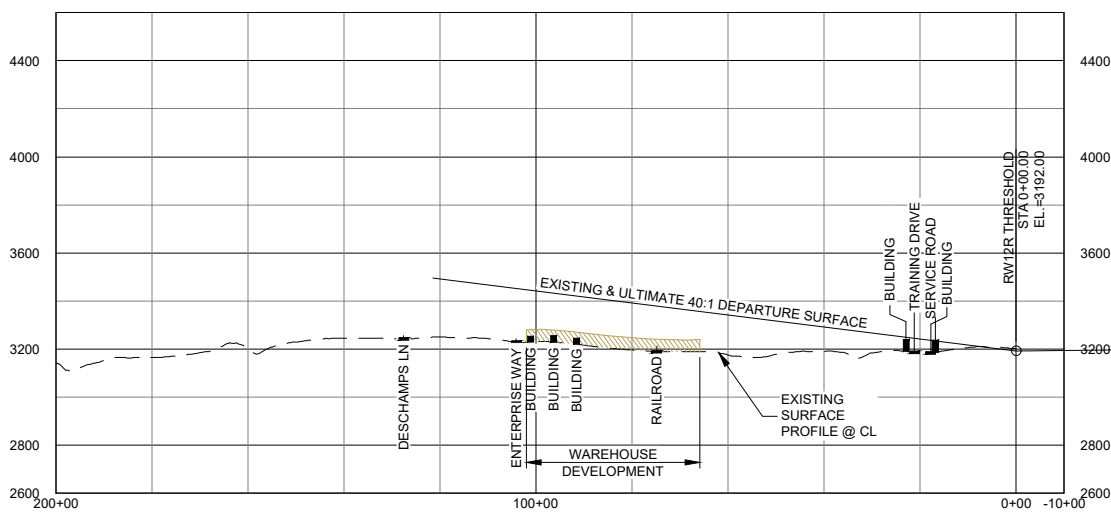 4400
4400
4000
4000
3600
3600
3200
3200
2800
2800
2600
2600
200+00
100+00
0+00
-10+00
EXISTING & ULTIMATE 40:1 DEPARTURE SURFACE
DESCHAMPS LN
ENTERPRISE WAY
BUILDING
BUILDING
BUILDING
RAILROAD
WAREHOUSE
DEVELOPMENT
EXISTING
SURFACE
PROFILE @ CL
BUILDING
TRAINING DRIVE
SERVICE ROAD
BUILDING
RW12R THRESHOLD
STA 0+00.00
EL.=3192.00